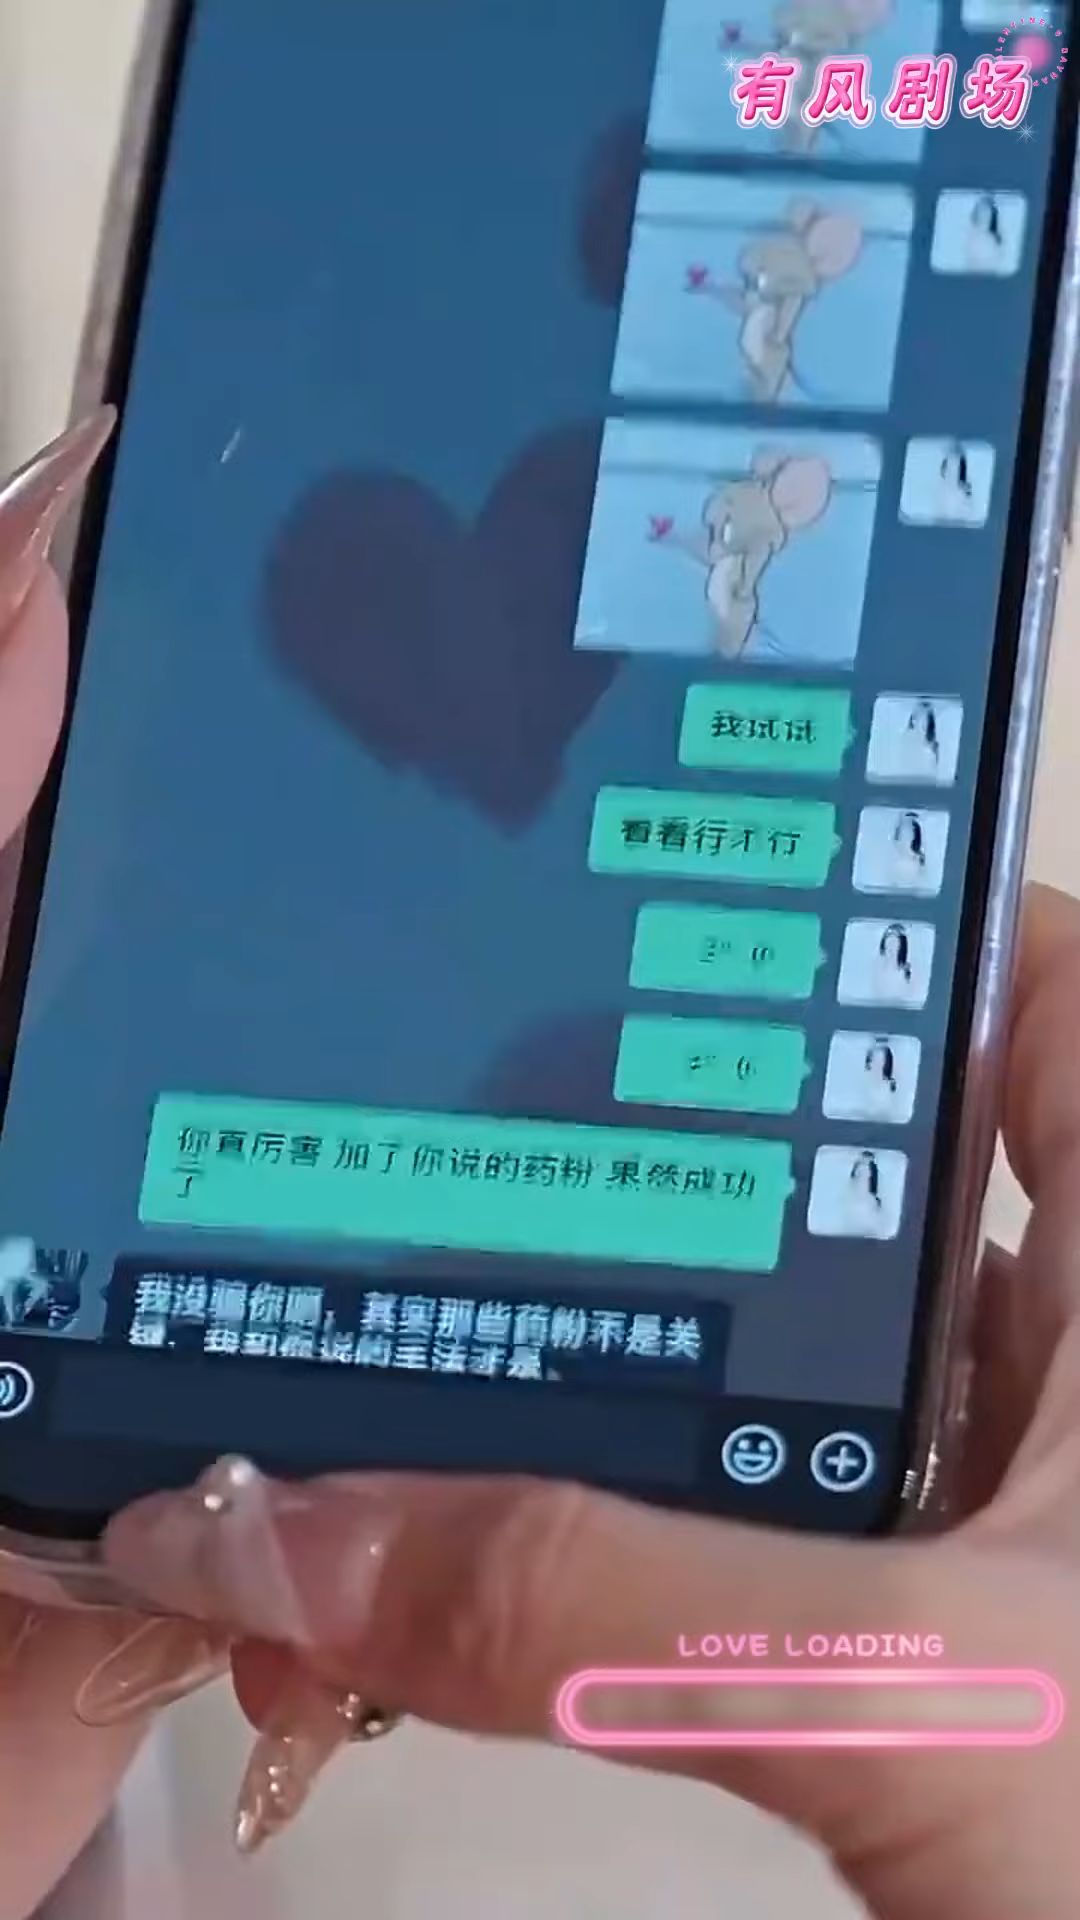 有风剧场
我试试
看看行不行
你真厉害 加了你说的药粉 果然成功
了
我没骗你吧，其实那些药粉不是关
键，我和你说的手法才是、
LOVE LOADING